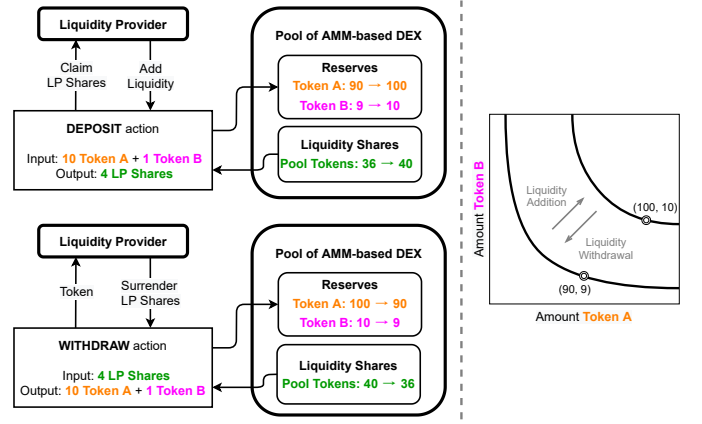 Liquidity Provider
Claim
LP Shares
Add
Liquidity
DEPOSIT action
Input: 10 Token A + 1 Token B
Output: 4 LP Shares
Pool of AMM-based DEX
Reserves
Token A: 90 → 100
Token B: 9 → 10
Liquidity Shares
Pool Tokens: 36 → 40
Liquidity Provider
Token
Surrender
LP Shares
WITHDRAW action
Input: 4 LP Shares
Output: 10 Token A + 1 Token B
Pool of AMM-based DEX
Reserves
Token A: 100 → 90
Token B: 10 → 9
Liquidity Shares
Pool Tokens: 40 → 36
Amount Token B
Liquidity
Addition
(100, 10)
Liquidity
Withdrawal
(90, 9)
Amount Token A